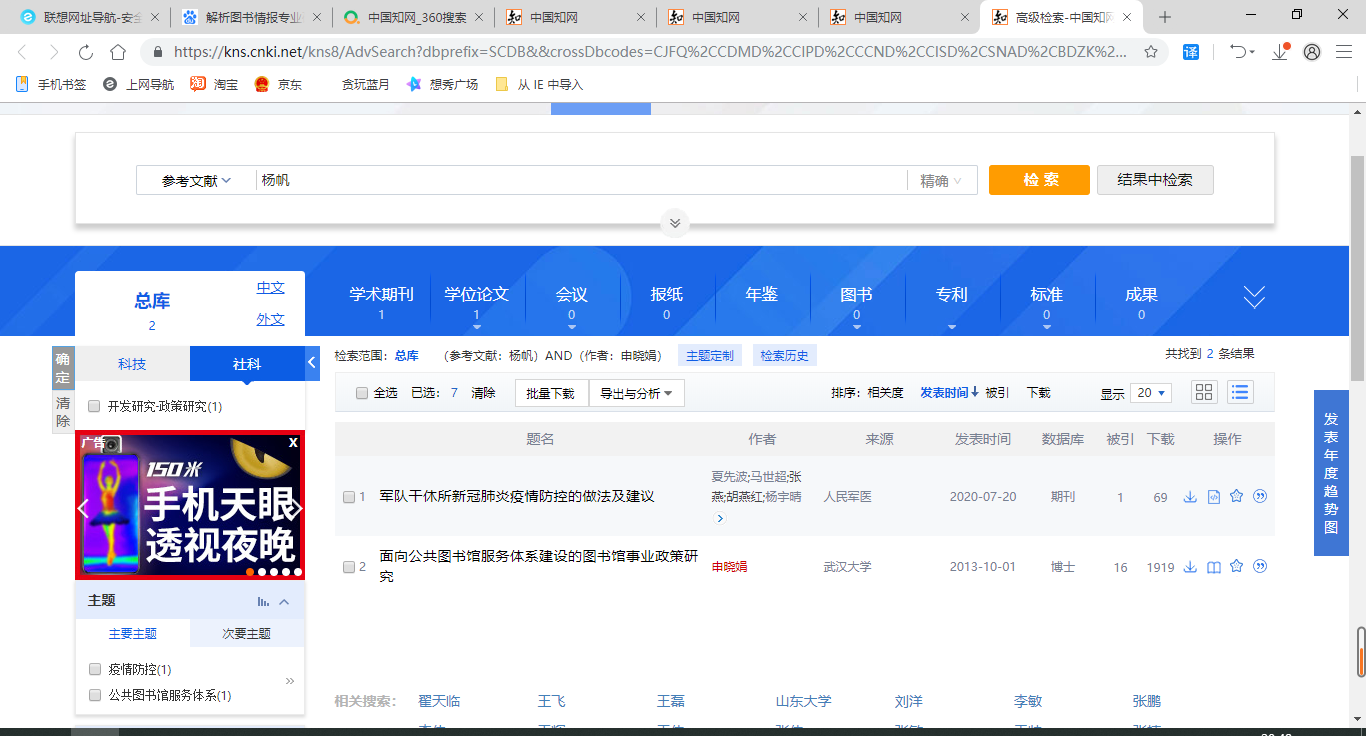 联想网址导航-安全
解析图书情报专业
中国知网_360搜索
中国知网
中国知网
中国知网
高级检索-中国知网
https://kns.cnki.net/kns8/AdvSearch?dbprefix=SCDB&&crossDbcodes=CJFQ%2CCDMD%2CCIPD%2CCCND%2CCISD%2CSNAD%2CBDZK%2...
译
手机书签
上网导航
淘 淘宝
京东
贪玩蓝月
想秀广场
从 IE 中导入
参考文献
杨帆
精确
检 索
结果中检索
总库
2
中文
外文
学术期刊
1
学位论文
1
会议
0
报纸
0
年鉴
图书
0
专利
标准
0
成果
0
确定
清除
科技
社科
开发研究-政策研究(1)
检索范围：总库
（参考文献：杨帆）AND（作者：申晓娟）
主题定制
检索历史
共找到 2 条结果
全选
已选：7
清除
批量下载
导出与分析
排序：
相关度
发表时间↓
被引
下载
显示 20
题名
作者
来源
发表时间
数据库
被引
下载
操作
1
军队干休所新冠肺炎疫情防控的做法及建议
夏先波;马世超;张
燕;胡燕红;杨宇晴
人民军医
2020-07-20
期刊
1
69
2
面向公共图书馆服务体系建设的图书馆事业政策研
究
申晓娟
武汉大学
2013-10-01
博士
16
1919
广告
X
150米
手机天眼
透视夜晚
主题
主要主题
次要主题
疫情防控(1)
公共图书馆服务体系(1)
»
发表年度趋势图
相关搜索：
翟天临
王飞
王磊
山东大学
刘洋
李敏
张鹏